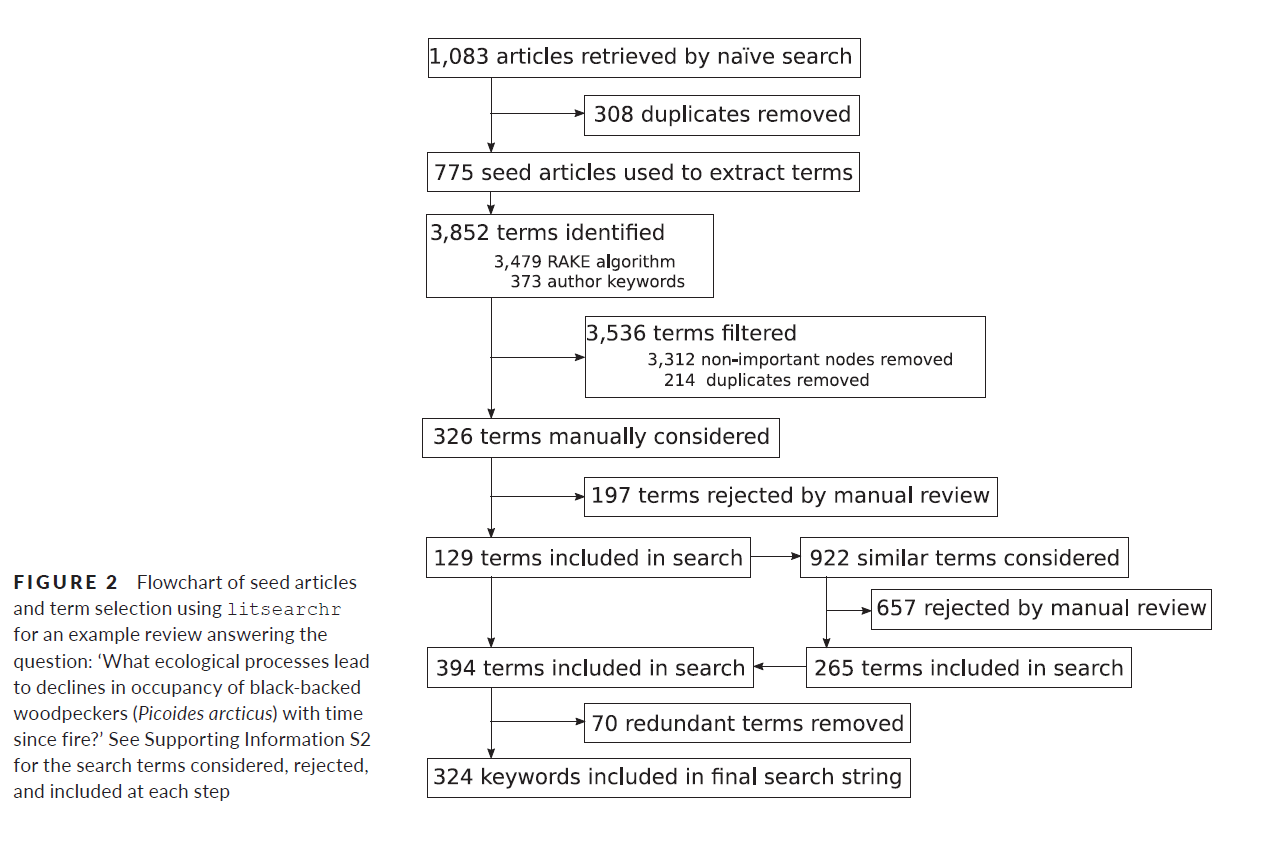 1,083 articles retrieved by naïve search
308 duplicates removed
775 seed articles used to extract terms
3,852 terms identified
3,479 RAKE algorithm
373 author keywords
3,536 terms filtered
3,312 non-important nodes removed
214 duplicates removed
326 terms manually considered
197 terms rejected by manual review
129 terms included in search
922 similar terms considered
657 rejected by manual review
394 terms included in search
265 terms included in search
70 redundant terms removed
324 keywords included in final search string
FIGURE 2 Flowchart of seed articles
and term selection using litsearchr
for an example review answering the
question: ‘What ecological processes lead
to declines in occupancy of black-backed
woodpeckers (Picoides arcticus) with time
since fire?’ See Supporting Information S2
for the search terms considered, rejected,
and included at each step